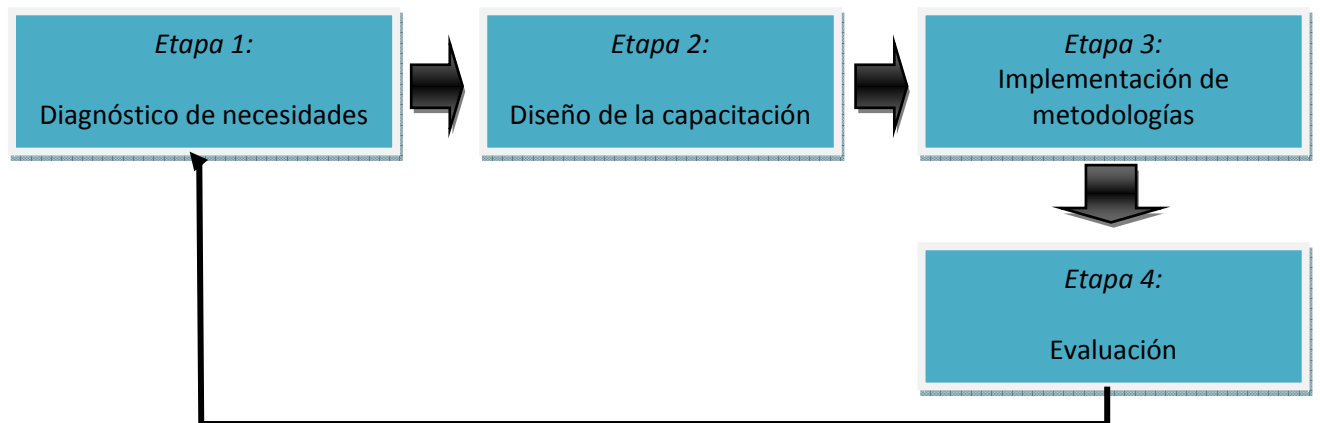 Etapa 1:
Diagnóstico de necesidades
Etapa 2:
Diseño de la capacitación
Etapa 3:
Implementación de
metodologías
Etapa 4:
Evaluación